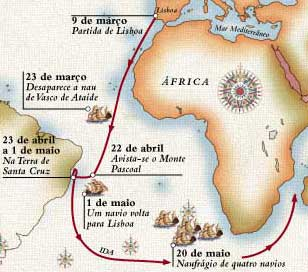 Lisboa
9 de março
Partida de Lisboa
Mar Mediterrâneo
23 de março
Desaparece a nau
de Vasco de Ataide
ÁFRICA
23 de abril
a 1 de maio
Na Terra de
Santa Cruz
22 de abril
Avista-se o Monte
Pascoal
1 de maio
Um navio volta
para Lisboa
IDA
20 de maio
Naufrágio de quatro navios